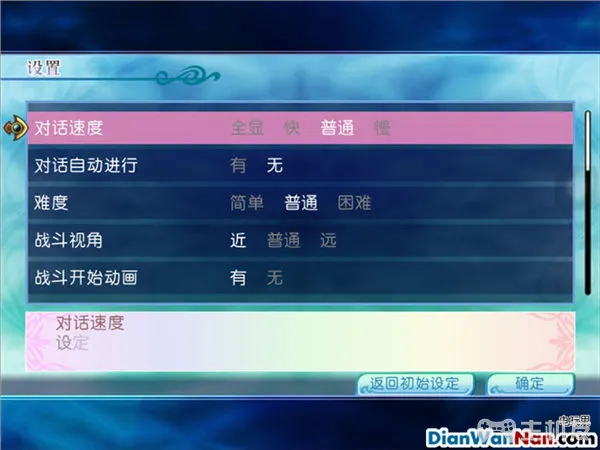 设置
对话速度 全显 快 普通 慢
对话自动进行 有 无
难度 简单 普通 困难
战斗视角 近 普通 远
战斗开始动画 有 无
对话速度
设定
返回初始设定 确定
电玩男
DianWanNan.com